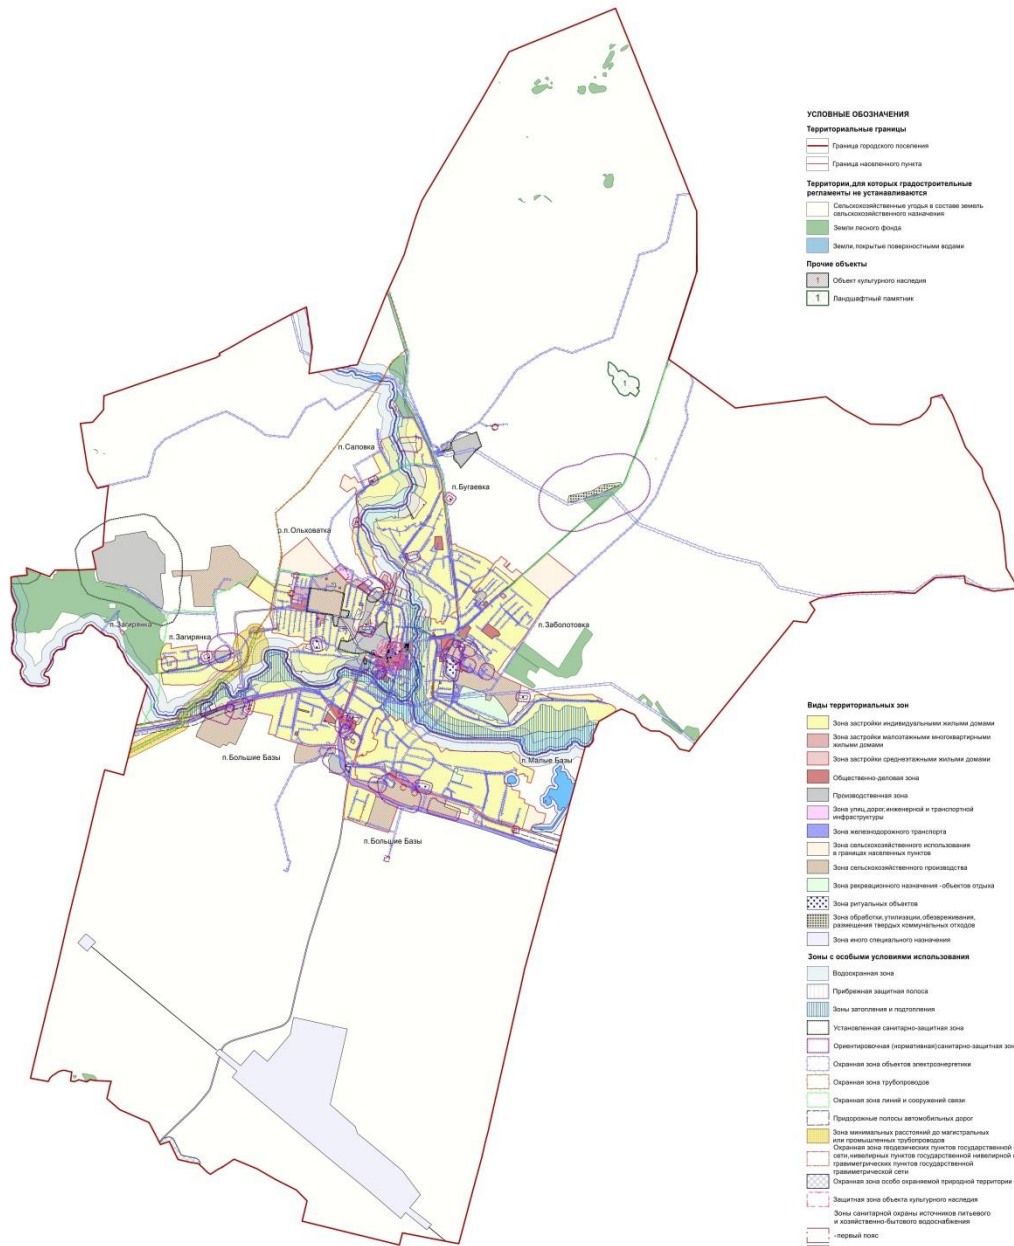 УСЛОВНЫЕ ОБОЗНАЧЕНИЯ
Территориальные границы
Граница городского поселения
Граница населенного пункта
Территории,для которых градостроительные
регламенты не устанавливаются
Сельскохозяйственные угодья в составе земель
сельскохозяйственного назначения
Земли лесного фонда
Земли, покрытые поверхностными водами
Прочие объекты
1 Объект культурного наследия
1 Ландшафтный памятник
1
п.Саловка
п.Бугаевка
р.п.Ольховатка
п.Загирянка
п.Загирянка
п.Заболотовка
п.Большие Базы
п.Малые Базы
п.Большие Базы
Виды территориальных зон
Зона застройки индивидуальными жилыми домами
Зона застройки малоэтажными многоквартирными
жилыми домами
Зона застройки среднеэтажными жилыми домами
Общественно-деловая зона
Производственная зона
Зона улиц,дорог,инженерной и транспортной
инфраструктуры
Зона железнодорожного транспорта
Зона сельскохозяйственного использования
в границах населенных пунктов
Зона сельскохозяйственного производства
Зона рекреационного назначения -объектов отдыха
Зона ритуальных объектов
Зона обработки,утилизации,обезвреживания,
размещения твердых коммунальных отходов
Зона иного специального назначения
Зоны с особыми условиями использования
Водоохранная зона
Прибрежная защитная полоса
Зоны затопления и подтопления
Установленная санитарно-защитная зона
Ориентировочная (нормативная)санитарно-защитная зон
Охранная зона объектов электроэнергетики
Охранная зона трубопроводов
Охранная зона линий и сооружений связи
Придорожные полосы автомобильных дорог
Зона минимальных расстояний до магистральных
или промышленных трубопроводов
Охранная зона геодезических пунктов государственной
сети,нивелирных пунктов государственной нивелирной
гравиметрических пунктов государственной
гравиметрической сети
Охранная зона особо охраняемой природной территории
Защитная зона объекта культурного наследия
Зоны санитарной охраны источников питьевого
и хозяйственно-бытового водоснабжения
-первый пояс